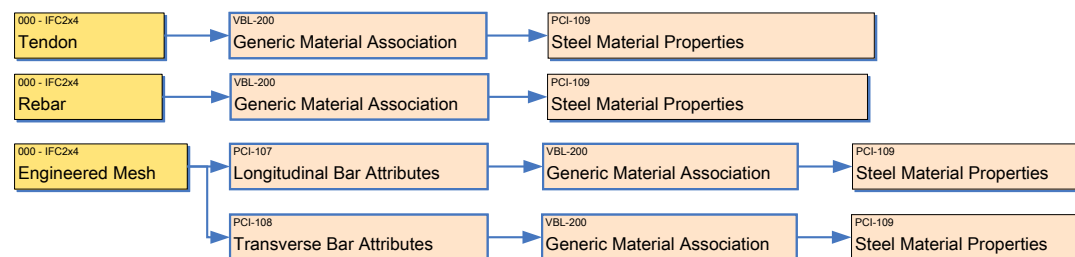 000 - IFC2x4
Tendon
VBL-200
Generic Material Association
PCI-109
Steel Material Properties
000 - IFC2x4
Rebar
VBL-200
Generic Material Association
PCI-109
Steel Material Properties
000 - IFC2x4
Engineered Mesh
PCI-107
Longitudinal Bar Attributes
VBL-200
Generic Material Association
PCI-109
Steel Material Properties
PCI-108
Transverse Bar Attributes
VBL-200
Generic Material Association
PCI-109
Steel Material Properties